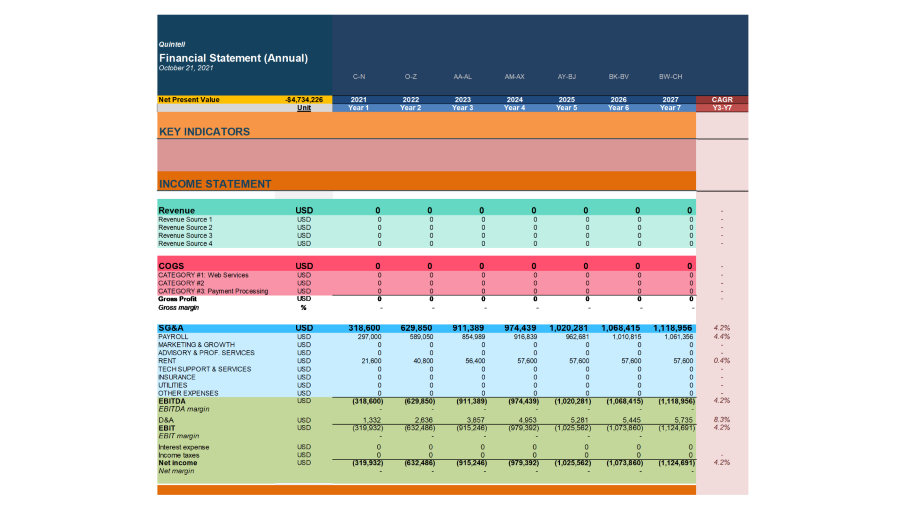 Quintell
Financial Statement (Annual)
October 21, 2021
C-N O-Z AA-AL AM-AX AY-BJ BK-BV BW-CH
Net Present Value -$4,734,226 2021 2022 2023 2024 2025 2026 2027 CAGR
Unit Year 1 Year 2 Year 3 Year 4 Year 5 Year 6 Year 7 Y3-Y7
KEY INDICATORS
INCOME STATEMENT
Revenue USD 0 0 0 0 0 0 0 -
Revenue Source 1 USD 0 0 0 0 0 0 0 -
Revenue Source 2 USD 0 0 0 0 0 0 0 -
Revenue Source 3 USD 0 0 0 0 0 0 0 -
Revenue Source 4 USD 0 0 0 0 0 0 0 -
COGS USD 0 0 0 0 0 0 0 -
CATEGORY #1: Web Services USD 0 0 0 0 0 0 0 -
CATEGORY #2 USD 0 0 0 0 0 0 0 -
CATEGORY #3: Payment Processing USD 0 0 0 0 0 0 0 -
Gross Profit USD 0 0 0 0 0 0 0 -
Gross margin % - - - - - - -
SG&A USD 318,600 629,850 911,389 974,439 1,020,281 1,068,415 1,118,956 4.2%
PAYROLL USD 297,000 589,050 854,989 916,839 962,681 1,010,815 1,061,356 4.4%
MARKETING & GROWTH USD 0 0 0 0 0 0 0 -
ADVISORY & PROF. SERVICES USD 0 0 0 0 0 0 0 -
RENT USD 21,600 40,800 56,400 57,600 57,600 57,600 57,600 0.4%
TECH SUPPORT & SERVICES USD 0 0 0 0 0 0 0 -
INSURANCE USD 0 0 0 0 0 0 0 -
UTILITIES USD 0 0 0 0 0 0 0 -
OTHER EXPENSES USD 0 0 0 0 0 0 0 -
EBITDA USD (318,600) (629,850) (911,389) (974,439) (1,020,281) (1,068,415) (1,118,956) 4.2%
EBITDA margin - - - - - - -
D&A USD 1,332 2,636 3,857 4,953 5,281 5,445 5,735 8.3%
EBIT USD (319,932) (632,486) (915,246) (979,392) (1,025,562) (1,073,860) (1,124,691) 4.2%
EBIT margin - - - - - - -
Interest expense USD 0 0 0 0 0 0 0
Income taxes USD 0 0 0 0 0 0 0 -
Net income USD (319,932) (632,486) (915,246) (979,392) (1,025,562) (1,073,860) (1,124,691) 4.2%
Net margin - - - - - - -